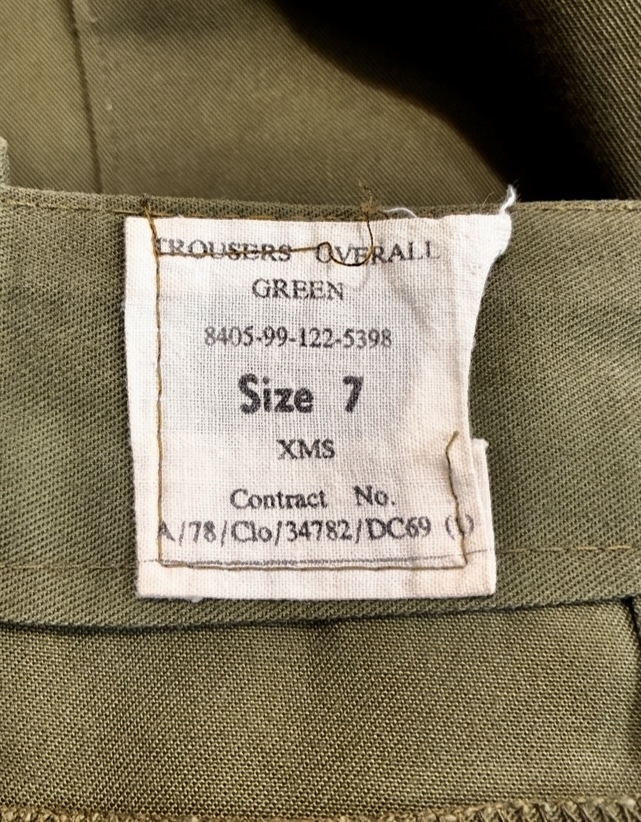 TROUSERS OVERALL
GREEN
8405-99-122-5398
Size 7
XMS
Contract No.
A/78/Clo/34782/DC69